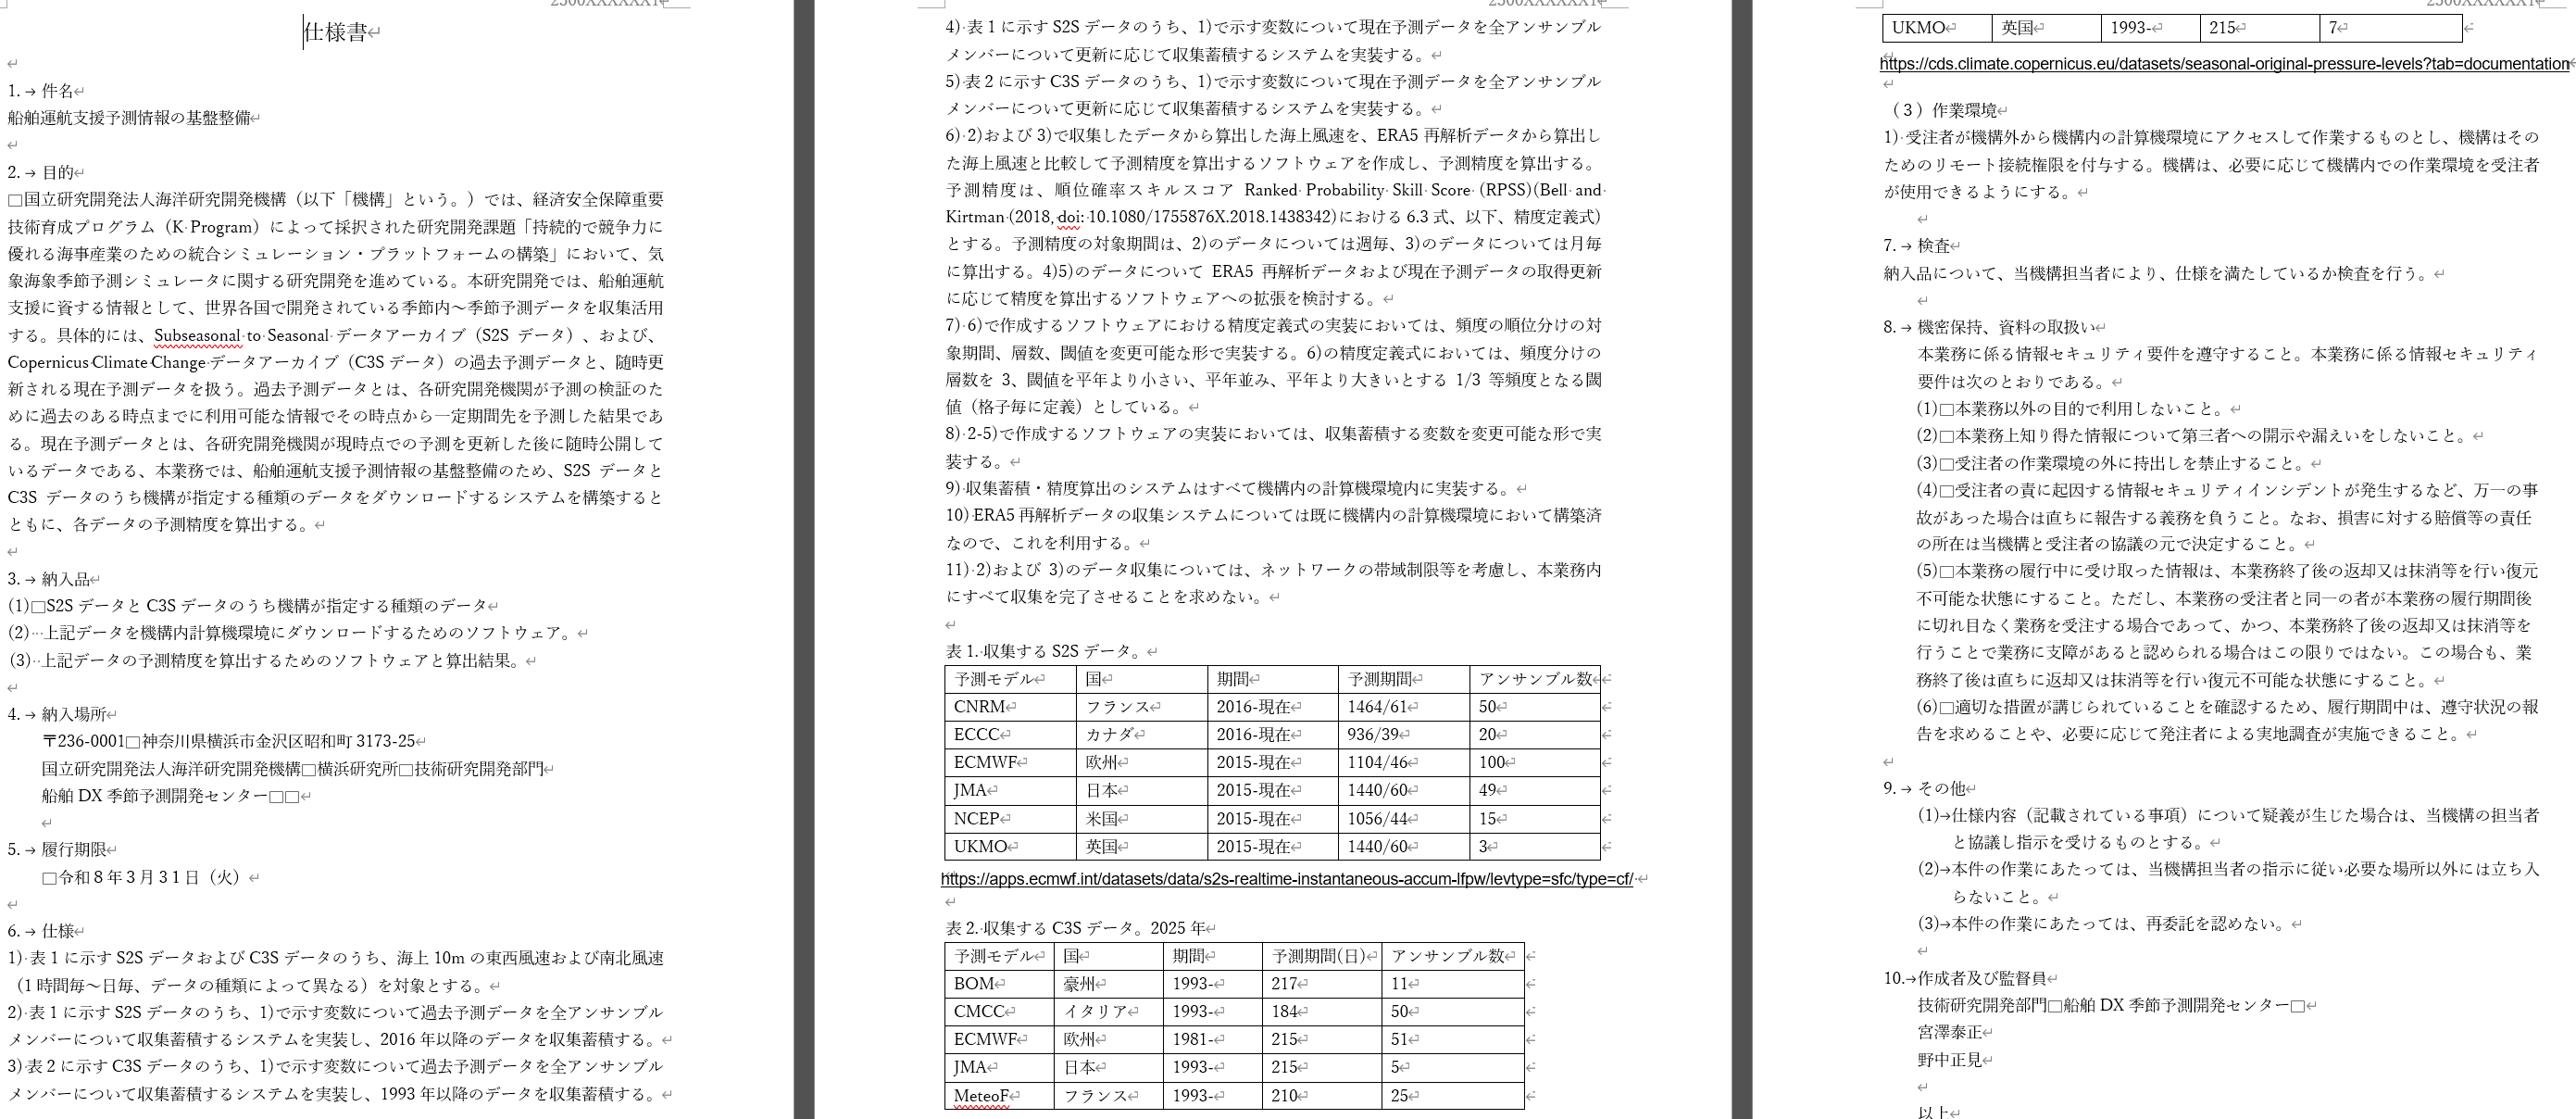 仕様書
1. 件名
船舶運航支援予測情報の基盤整備
2. 目的
□国立研究開発法人海洋研究開発機構（以下「機構」という。）では、経済安全保障重要
技術育成プログラム（K Program）によって採択された研究開発課題「持続的で競争力に
優れる海事産業のための統合シミュレーション・プラットフォームの構築」において、気
象海象季節予測シミュレータに関する研究開発を進めている。本研究開発では、船舶運航
支援に資する情報として、世界各国で開発されている季節内～季節予測データを収集活用
する。具体的には、Subseasonal to Seasonal データアーカイブ（S2S データ）、および、
Copernicus Climate Change データアーカイブ（C3S データ）の過去予測データと、随時更
新される現在予測データを扱う。過去予測データとは、各研究開発機関が予測の検証のた
めに過去のある時点までに利用可能な情報でその時点から一定期間先を予測した結果であ
る。現在予測データとは、各研究開発機関が現時点での予測を更新した後に随時公開して
いるデータである、本業務では、船舶運航支援予測情報の基盤整備のため、S2S データと
C3S データのうち機構が指定する種類のデータをダウンロードするシステムを構築すると
ともに、各データの予測精度を算出する。
3. 納入品
(1)□S2S データと C3S データのうち機構が指定する種類のデータ
(2) 上記データを機構内計算機環境にダウンロードするためのソフトウェア。
(3) 上記データの予測精度を算出するためのソフトウェアと算出結果。
4. 納入場所
〒236-0001□神奈川県横浜市金沢区昭和町 3173-25
国立研究開発法人海洋研究開発機構□横浜研究所□技術研究開発部門
船舶 DX 季節予測開発センター□□
5. 履行期限
□令和８年３月３１日（火）
6. 仕様
1) 表 1 に示す S2S データおよび C3S データのうち、海上 10m の東西風速および南北風速
（1 時間毎～日毎、データの種類によって異なる）を対象とする。
2) 表 1 に示す S2S データのうち、1)で示す変数について過去予測データを全アンサンブル
メンバーについて収集蓄積するシステムを実装し、2016 年以降のデータを収集蓄積する。
3) 表 2 に示す C3S データのうち、1)で示す変数について過去予測データを全アンサンブル
メンバーについて収集蓄積するシステムを実装し、1993 年以降のデータを収集蓄積する。
4) 表 1 に示す S2S データのうち、1)で示す変数について現在予測データを全アンサンブル
メンバーについて更新に応じて収集蓄積するシステムを実装する。
5) 表 2 に示す C3S データのうち、1)で示す変数について現在予測データを全アンサンブル
メンバーについて更新に応じて収集蓄積するシステムを実装する。
6) 2)および 3)で収集したデータから算出した海上風速を、ERA5 再解析データから算出し
た海上風速と比較して予測精度を算出するソフトウェアを作成し、予測精度を算出する。
予測精度は、順位確率スキルスコア Ranked Probability Skill Score (RPSS)(Bell and
Kirtman (2018, doi: 10.1080/1755876X.2018.1438342)における 6.3 式、以下、精度定義式)
とする。予測精度の対象期間は、2)のデータについては週毎、3)のデータについては月毎
に算出する。4)5)のデータについて ERA5 再解析データおよび現在予測データの取得更新
に応じて精度を算出するソフトウェアへの拡張を検討する。
7) 6)で作成するソフトウェアにおける精度定義式の実装においては、頻度の順位分けの対
象期間、層数、閾値を変更可能な形で実装する。6)の精度定義式においては、頻度分けの
層数を 3、閾値を平年より小さい、平年並み、平年より大きいとする 1/3 等頻度となる閾
値（格子毎に定義）としている。
8) 2-5)で作成するソフトウェアの実装においては、収集蓄積する変数を変更可能な形で実
装する。
9) 収集蓄積・精度算出のシステムはすべて機構内の計算機環境内に実装する。
10) ERA5 再解析データの収集システムについては既に機構内の計算機環境において構築済
なので、これを利用する。
11) 2)および 3)のデータ収集については、ネットワークの帯域制限等を考慮し、本業務内
にすべて収集を完了させることを求めない。
表 1. 収集する S2S データ。
予測モデル 国 期間 予測期間 アンサンブル数
CNRM フランス 2016-現在 1464/61 50
ECCC カナダ 2016-現在 936/39 20
ECMWF 欧州 2015-現在 1104/46 100
JMA 日本 2015-現在 1440/60 49
NCEP 米国 2015-現在 1056/44 15
UKMO 英国 2015-現在 1440/60 3
https://apps.ecmwf.int/datasets/data/s2s-realtime-instantaneous-accum-lfpw/levtype=sfc/type=cf/
表 2. 収集する C3S データ。2025 年
予測モデル 国 期間 予測期間(日) アンサンブル数
BOM 豪州 1993- 217 11
CMCC イタリア 1993- 184 50
ECMWF 欧州 1981- 215 51
JMA 日本 1993- 215 5
MeteoF フランス 1993- 210 25
UKMO 英国 1993- 215 7
https://cds.climate.copernicus.eu/datasets/seasonal-original-pressure-levels?tab=documentation
（３）作業環境
1) 受注者が機構外から機構内の計算機環境にアクセスして作業するものとし、機構はその
ためのリモート接続権限を付与する。機構は、必要に応じて機構内での作業環境を受注者
が使用できるようにする。
7. 検査
納入品について、当機構担当者により、仕様を満たしているか検査を行う。
8. 機密保持、資料の取扱い
本業務に係る情報セキュリティ要件を遵守すること。本業務に係る情報セキュリティ
要件は次のとおりである。
(1)□本業務以外の目的で利用しないこと。
(2)□本業務上知り得た情報について第三者への開示や漏えいをしないこと。
(3)□受注者の作業環境の外に持出しを禁止すること。
(4)□受注者の責に起因する情報セキュリティインシデントが発生するなど、万一の事
故があった場合は直ちに報告する義務を負うこと。なお、損害に対する賠償等の責任
の所在は当機構と受注者の協議の元で決定すること。
(5)□本業務の履行中に受け取った情報は、本業務終了後の返却又は抹消等を行い復元
不可能な状態にすること。ただし、本業務の受注者と同一の者が本業務の履行期間後
に切れ目なく業務を受注する場合であって、かつ、本業務終了後の返却又は抹消等を
行うことで業務に支障があると認められる場合はこの限りではない。この場合も、業
務終了後は直ちに返却又は抹消等を行い復元不可能な状態にすること。
(6)□適切な措置が講じられていることを確認するため、履行期間中は、遵守状況の報
告を求めることや、必要に応じて発注者による実地調査が実施できること。
9. その他
(1) 仕様内容（記載されている事項）について疑義が生じた場合は、当機構の担当者
と協議し指示を受けるものとする。
(2) 本件の作業にあたっては、当機構担当者の指示に従い必要な場所以外には立ち入
らないこと。
(3) 本件の作業にあたっては、再委託を認めない。
10. 作成者及び監督員
技術研究開発部門□船舶 DX 季節予測開発センター□
宮澤泰正
野中正見
以上